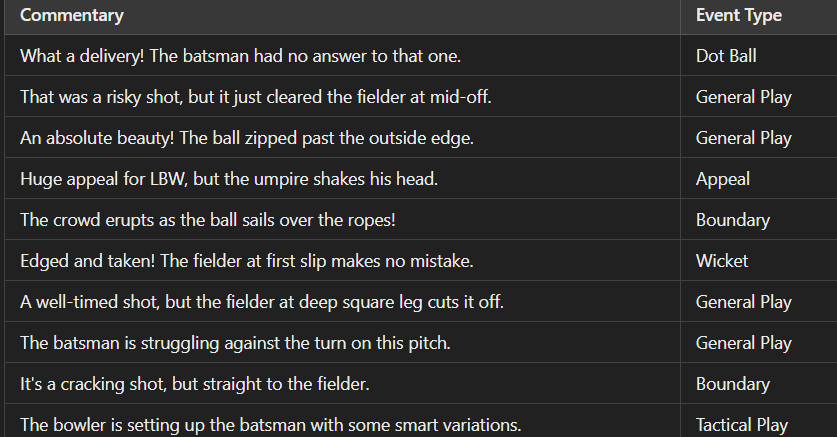 Commentary Event Type
What a delivery! The batsman had no answer to that one. Dot Ball
That was a risky shot, but it just cleared the fielder at mid-off. General Play
An absolute beauty! The ball zipped past the outside edge. General Play
Huge appeal for LBW, but the umpire shakes his head. Appeal
The crowd erupts as the ball sails over the ropes! Boundary
Edged and taken! The fielder at first slip makes no mistake. Wicket
A well-timed shot, but the fielder at deep square leg cuts it off. General Play
The batsman is struggling against the turn on this pitch. General Play
It's a cracking shot, but straight to the fielder. Boundary
The bowler is setting up the batsman with some smart variations. Tactical Play